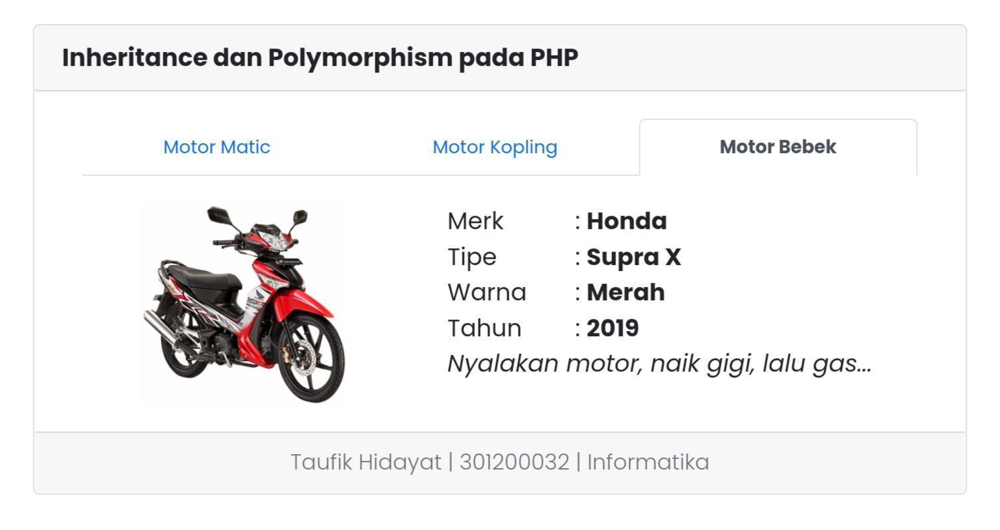 Inheritance dan Polymorphism pada PHP
Motor Matic Motor Kopling Motor Bebek
Merk : Honda
Tipe : Supra X
Warna : Merah
Tahun : 2019
Nyalakan motor, naik gigi, lalu gas...
Taufik Hidayat | 301200032 | Informatika